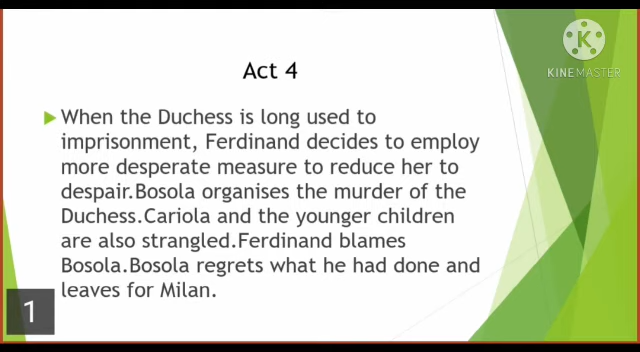 KINEMASTER
Act 4
When the Duchess is long used to
imprisonment, Ferdinand decides to employ
more desperate measure to reduce her to
despair.Bosola organises the murder of the
Duchess.Cariola and the younger children
are also strangled.Ferdinand blames
Bosola.Bosola regrets what he had done and
leaves for Milan.
1